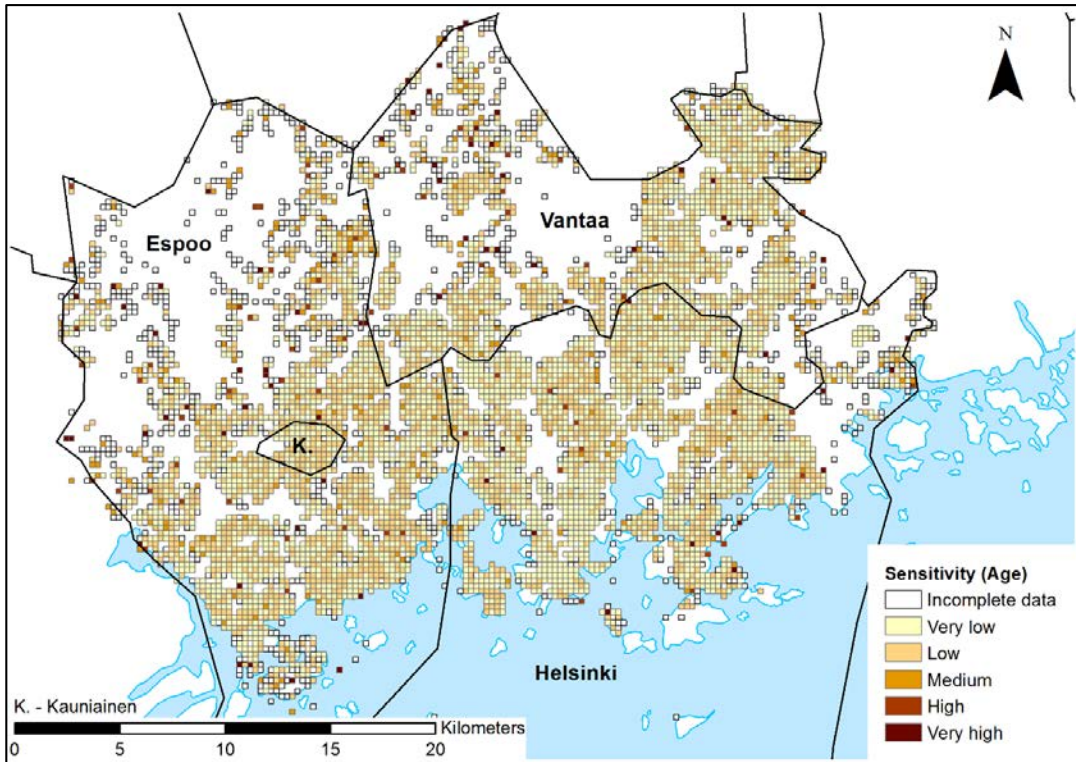 N
Espoo
Vantaa
K.
Helsinki
Sensitivity (Age)
Incomplete data
Very low
Low
Medium
High
Very high
K. - Kauniainen
Kilometers
0 5 10 15 20